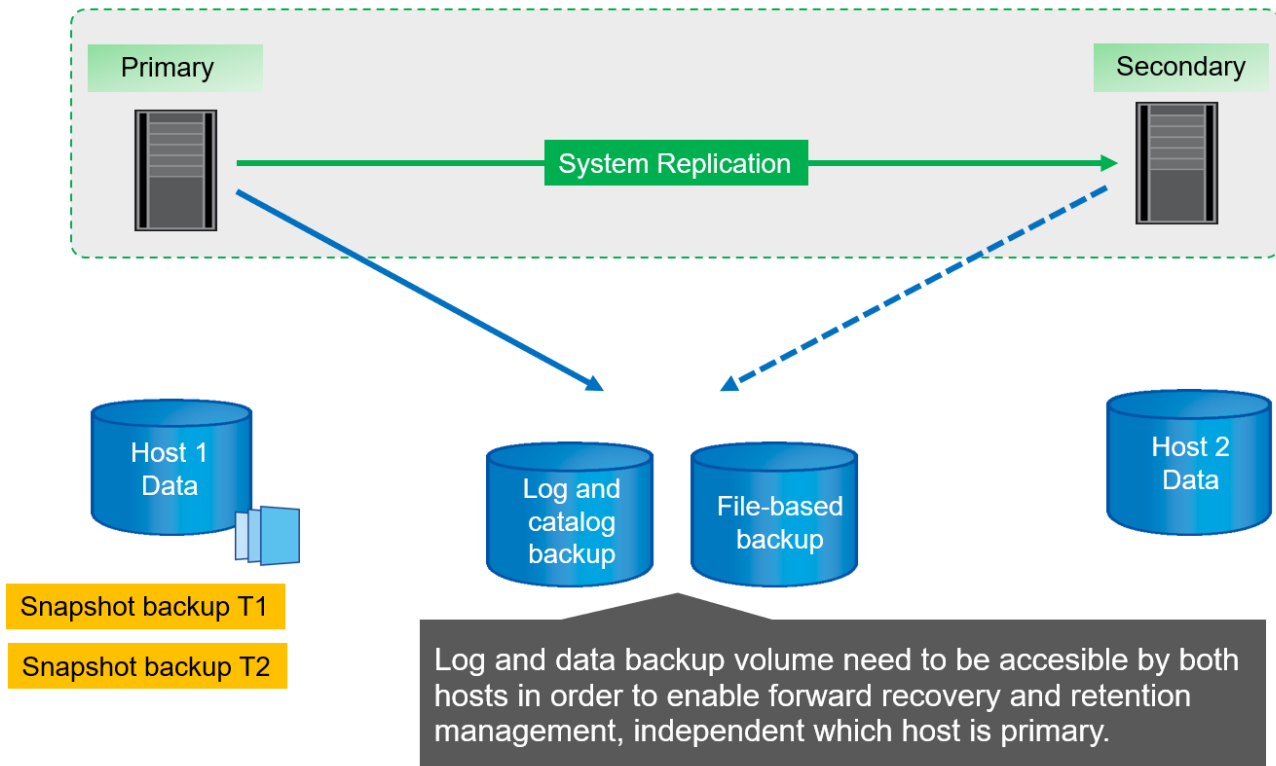 Primary
Secondary
System Replication
Host 1
Data
Log and
catalog
backup
File-based
backup
Host 2
Data
Snapshot backup T1
Snapshot backup T2
Log and data backup volume need to be accesible by both
hosts in order to enable forward recovery and retention
management, independent which host is primary.